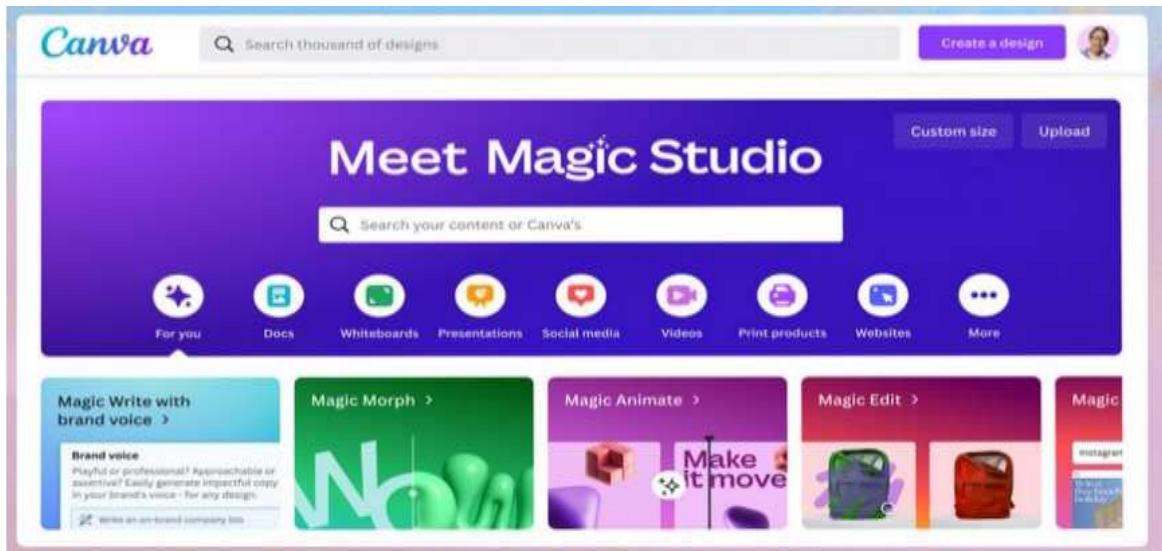 Canva
Search thousand of designs
Create a design
Custom size
Upload
Meet Magic Studio
Search your content or Canva's
For you
Docs
Whiteboards
Presentations
Social media
Videos
Print products
Websites
More
Magic Write with
brand voice >
Brand voice
Playful or professional? Approachable or
assertive? Easily generate impactful copy
in your brand's voice - for any design.
Write an on-brand company bio
Magic Morph >
WOW
Magic Animate >
Make
it move
Magic Edit >
Magic
Instagram